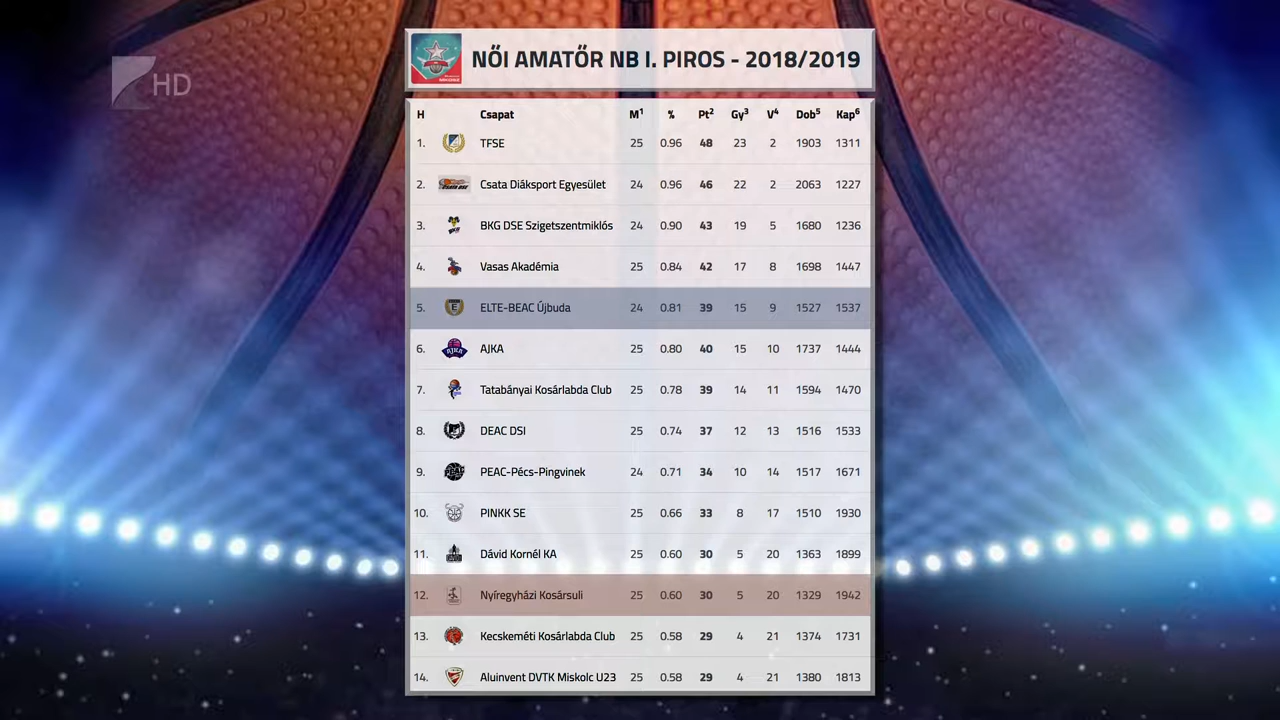 HD
NŐI AMATŐR NB I. PIROS - 2018/2019
H Csapat M¹ % Pt² Gy³ V⁴ Dob⁵ Kap⁶
1. TFSE 25 0.96 48 23 2 1903 1311
2. Csata Diáksport Egyesület 24 0.96 46 22 2 2063 1227
3. BKG DSE Szigetszentmiklós 24 0.90 43 19 5 1680 1236
4. Vasas Akadémia 25 0.84 42 17 8 1698 1447
5. ELTE-BEAC Újbuda 24 0.81 39 15 9 1527 1537
6. AJKA 25 0.80 40 15 10 1737 1444
7. Tatabányai Kosárlabda Club 25 0.78 39 14 11 1594 1470
8. DEAC DSI 25 0.74 37 12 13 1516 1533
9. PEAC-Pécs-Pingvinek 24 0.71 34 10 14 1517 1671
10. PINKK SE 25 0.66 33 8 17 1510 1930
11. Dávid Kornél KA 25 0.60 30 5 20 1363 1899
12. Nyíregyházi Kosársuli 25 0.60 30 5 20 1329 1942
13. Kecskeméti Kosárlabda Club 25 0.58 29 4 21 1374 1731
14. Aluinvent DVTK Miskolc U23 25 0.58 29 4 21 1380 1813